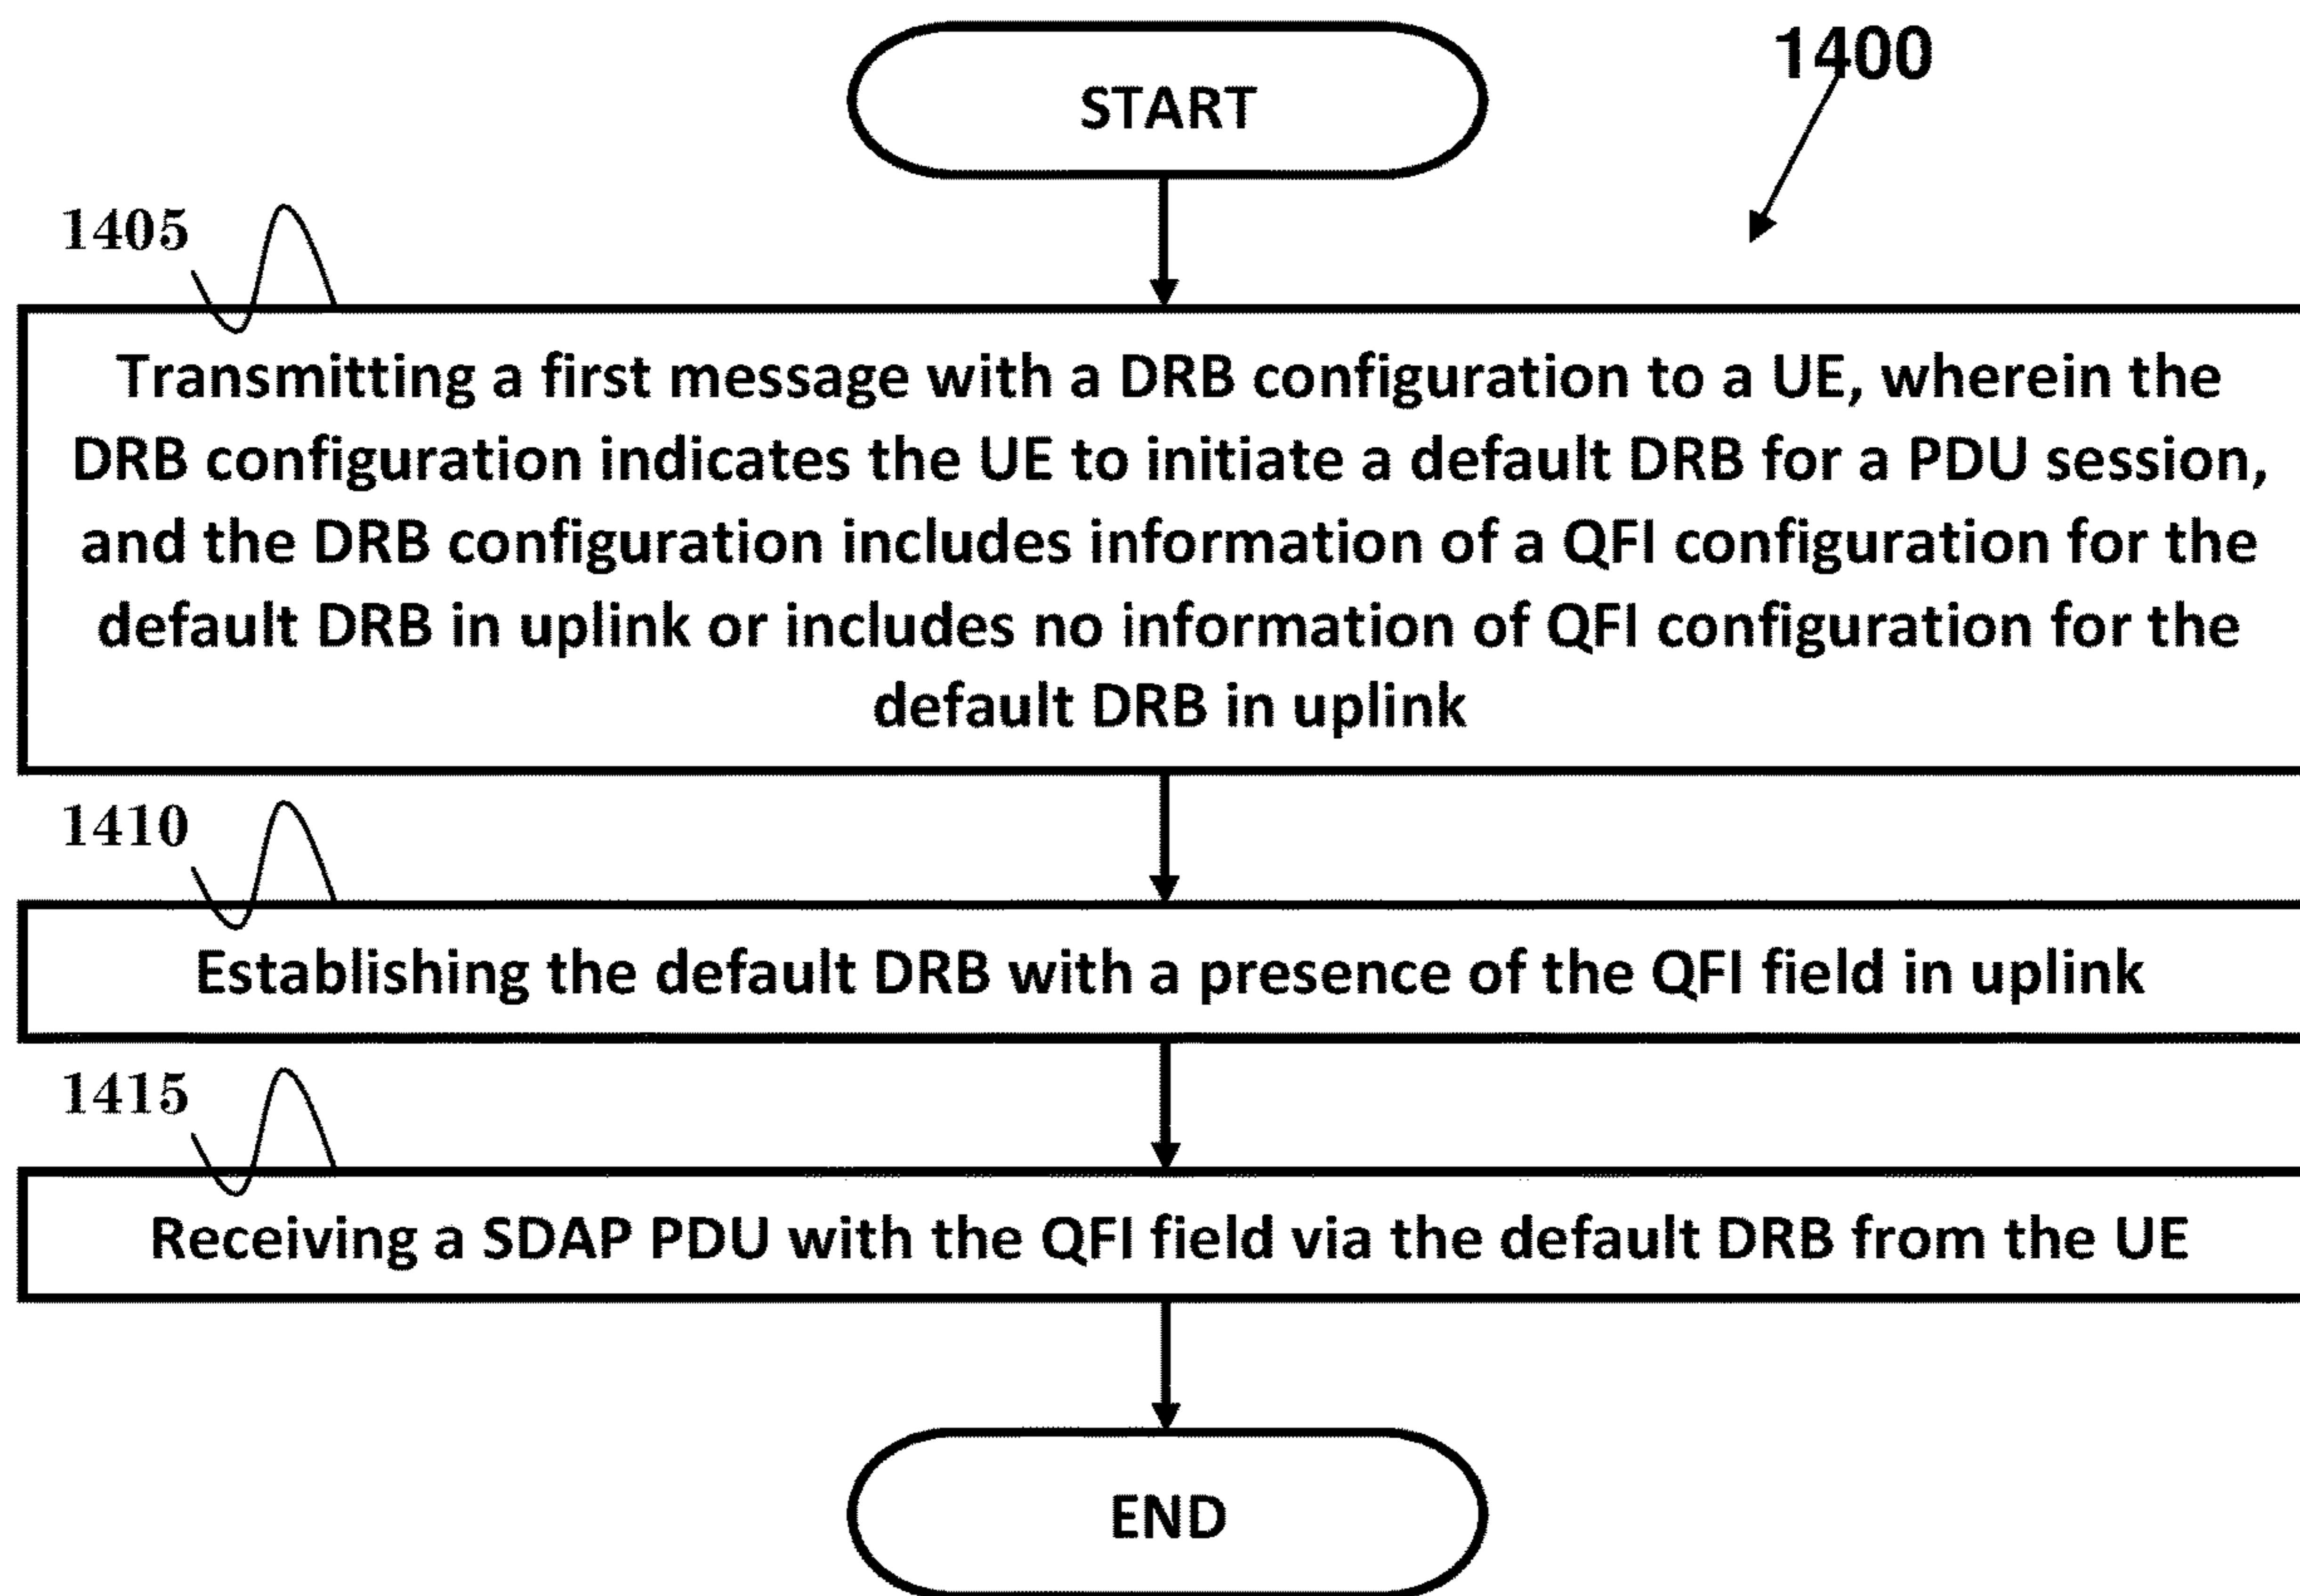 1400
START
1405
Transmitting a first message with a DRB configuration to a UE, wherein the
DRB configuration indicates the UE to initiate a default DRB for a PDU session,
and the DRB configuration includes information of a QFI configuration for the
default DRB in uplink or includes no information of QFI configuration for the
default DRB in uplink
1410
Establishing the default DRB with a presence of the QFI field in uplink
1415
Receiving a SDAP PDU with the QFI field via the default DRB from the UE
END